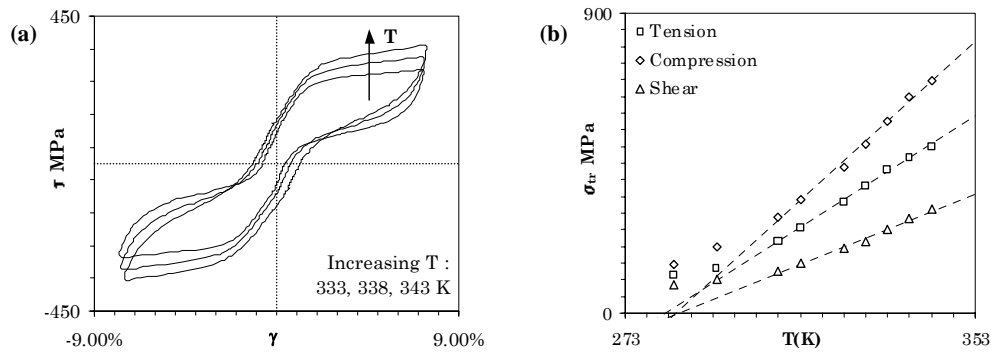 (a)
450
T
τ MPa
Increasing T :
333, 338, 343 K
-450
-9.00%
γ
9.00%
(b)
900
Tension
Compression
Shear
σtr MPa
0
273
T(K)
353